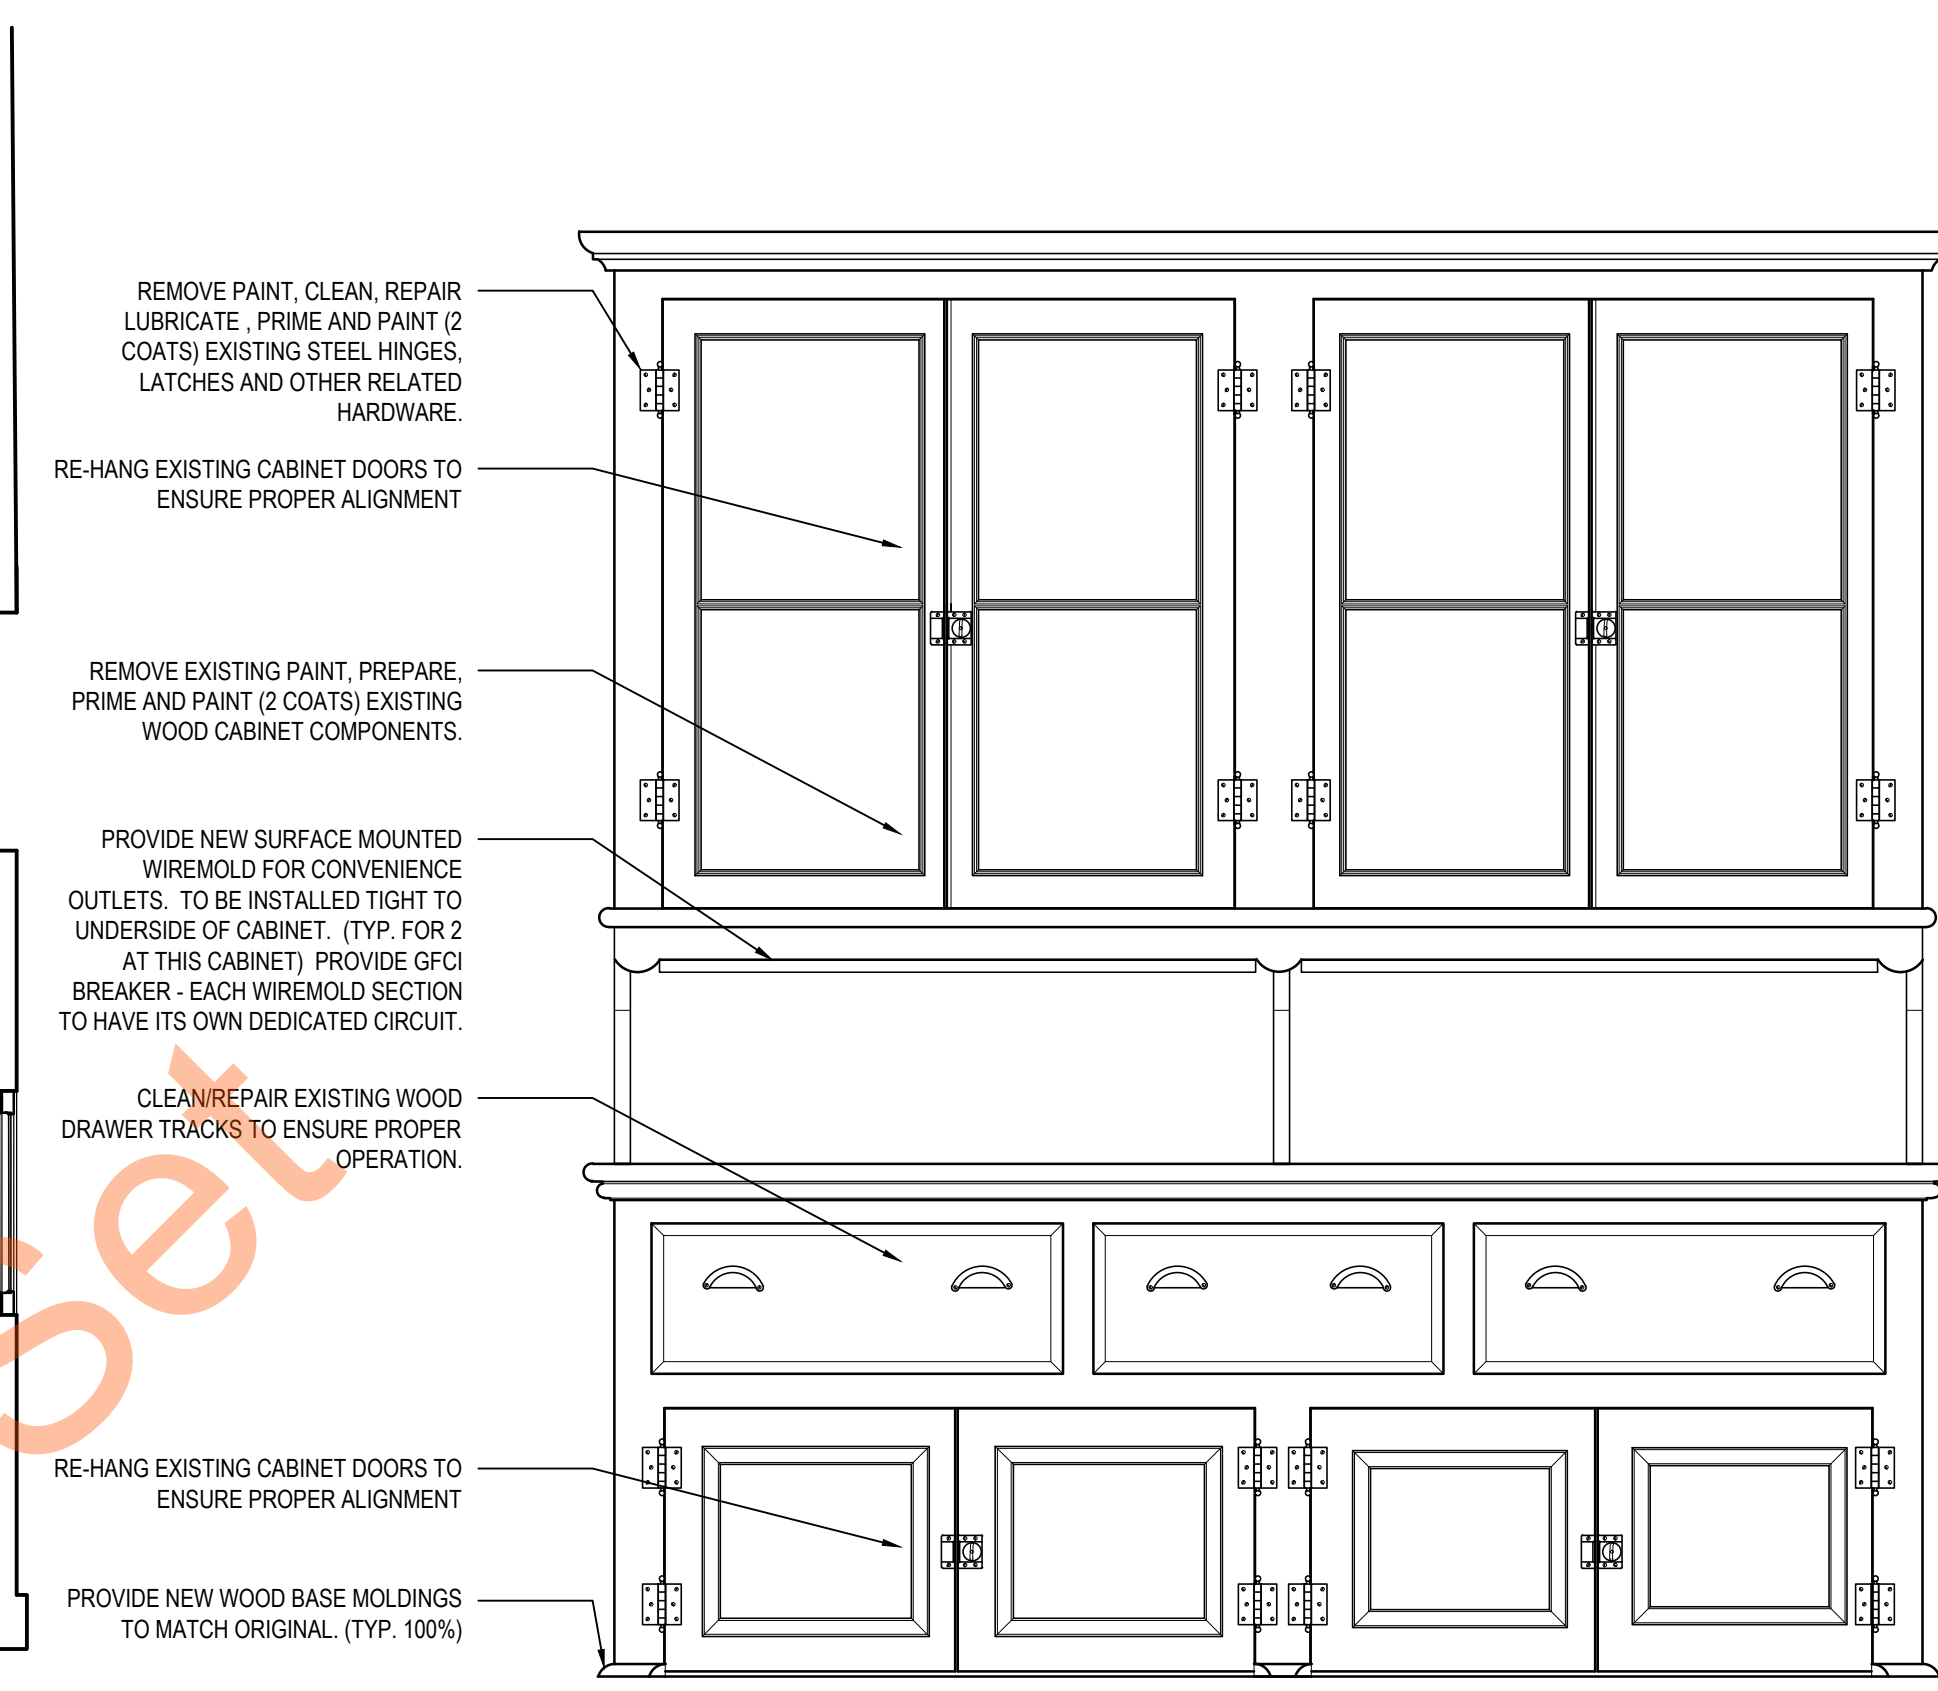 REMOVE PAINT, CLEAN, REPAIR
LUBRICATE , PRIME AND PAINT (2
COATS) EXISTING STEEL HINGES,
LATCHES AND OTHER RELATED
HARDWARE.
RE-HANG EXISTING CABINET DOORS TO
ENSURE PROPER ALIGNMENT
REMOVE EXISTING PAINT, PREPARE,
PRIME AND PAINT (2 COATS) EXISTING
WOOD CABINET COMPONENTS.
PROVIDE NEW SURFACE MOUNTED
WIREMOLD FOR CONVENIENCE
OUTLETS.  TO BE INSTALLED TIGHT TO
UNDERSIDE OF CABINET.  (TYP. FOR 2
AT THIS CABINET)  PROVIDE GFCI
BREAKER - EACH WIREMOLD SECTION
TO HAVE ITS OWN DEDICATED CIRCUIT.
CLEAN/REPAIR EXISTING WOOD
DRAWER TRACKS TO ENSURE PROPER
OPERATION.
RE-HANG EXISTING CABINET DOORS TO
ENSURE PROPER ALIGNMENT
PROVIDE NEW WOOD BASE MOLDINGS
TO MATCH ORIGINAL. (TYP. 100%)
Set